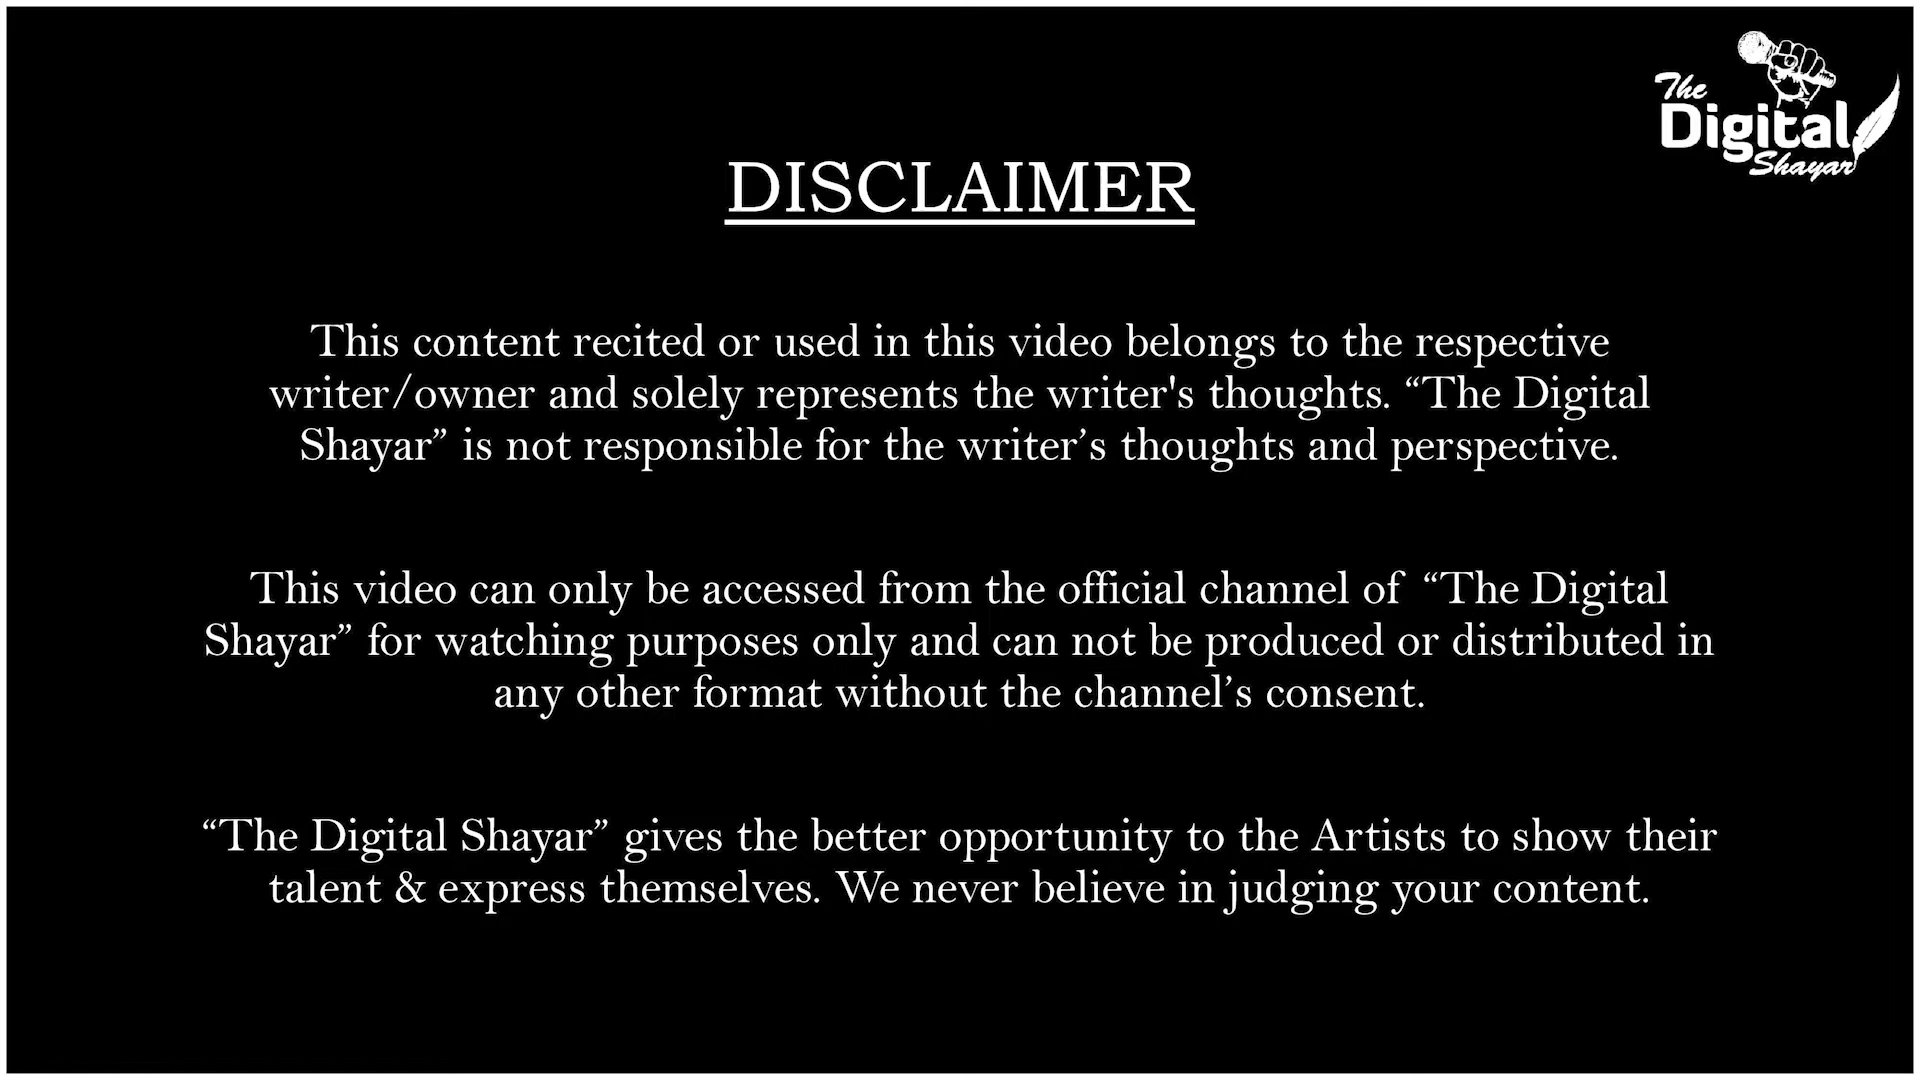 The
Digital
Shayar
DISCLAIMER
This content recited or used in this video belongs to the respective
writer/owner and solely represents the writer's thoughts. “The Digital
Shayar” is not responsible for the writer’s thoughts and perspective.
This video can only be accessed from the official channel of “The Digital
Shayar” for watching purposes only and can not be produced or distributed in
any other format without the channel’s consent.
“The Digital Shayar” gives the better opportunity to the Artists to show their
talent & express themselves. We never believe in judging your content.